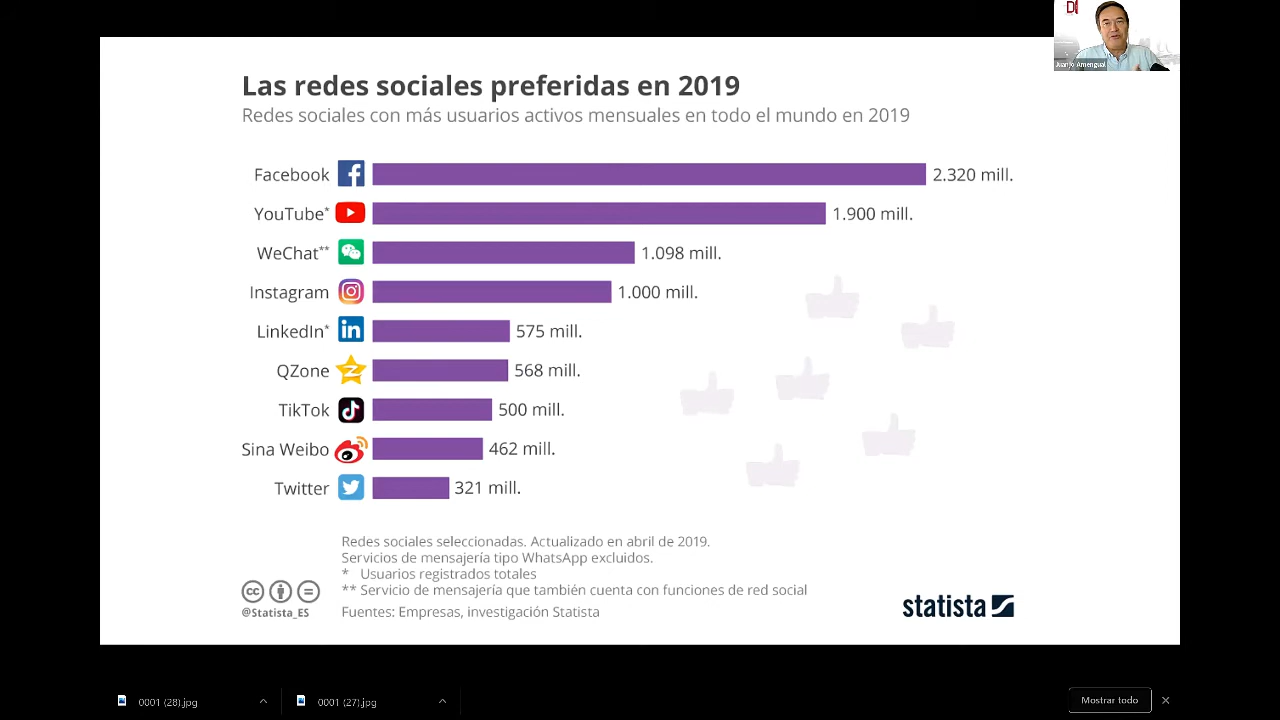 D
Juanjo Amengual
Las redes sociales preferidas en 2019
Redes sociales con más usuarios activos mensuales en todo el mundo en 2019
Facebook 2.320 mill.
YouTube* 1.900 mill.
WeChat** 1.098 mill.
Instagram 1.000 mill.
LinkedIn* in 575 mill.
QZone 568 mill.
TikTok 500 mill.
Sina Weibo 462 mill.
Twitter 321 mill.
Redes sociales seleccionadas. Actualizado en abril de 2019.
Servicios de mensajería tipo WhatsApp excluidos.
* Usuarios registrados totales
** Servicio de mensajería que también cuenta con funciones de red social
Fuentes: Empresas, investigación Statista
cc
@Statista_ES
statista
0001 (28).jpg
0001 (27).jpg
Mostrar todo